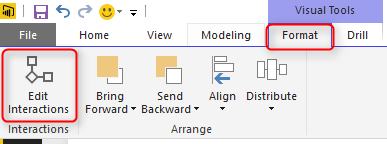 Visual Tools
File Home View Modeling Format Drill
Edit Bring Send Align Distribute
Interactions Forward Backward
Interactions Arrange